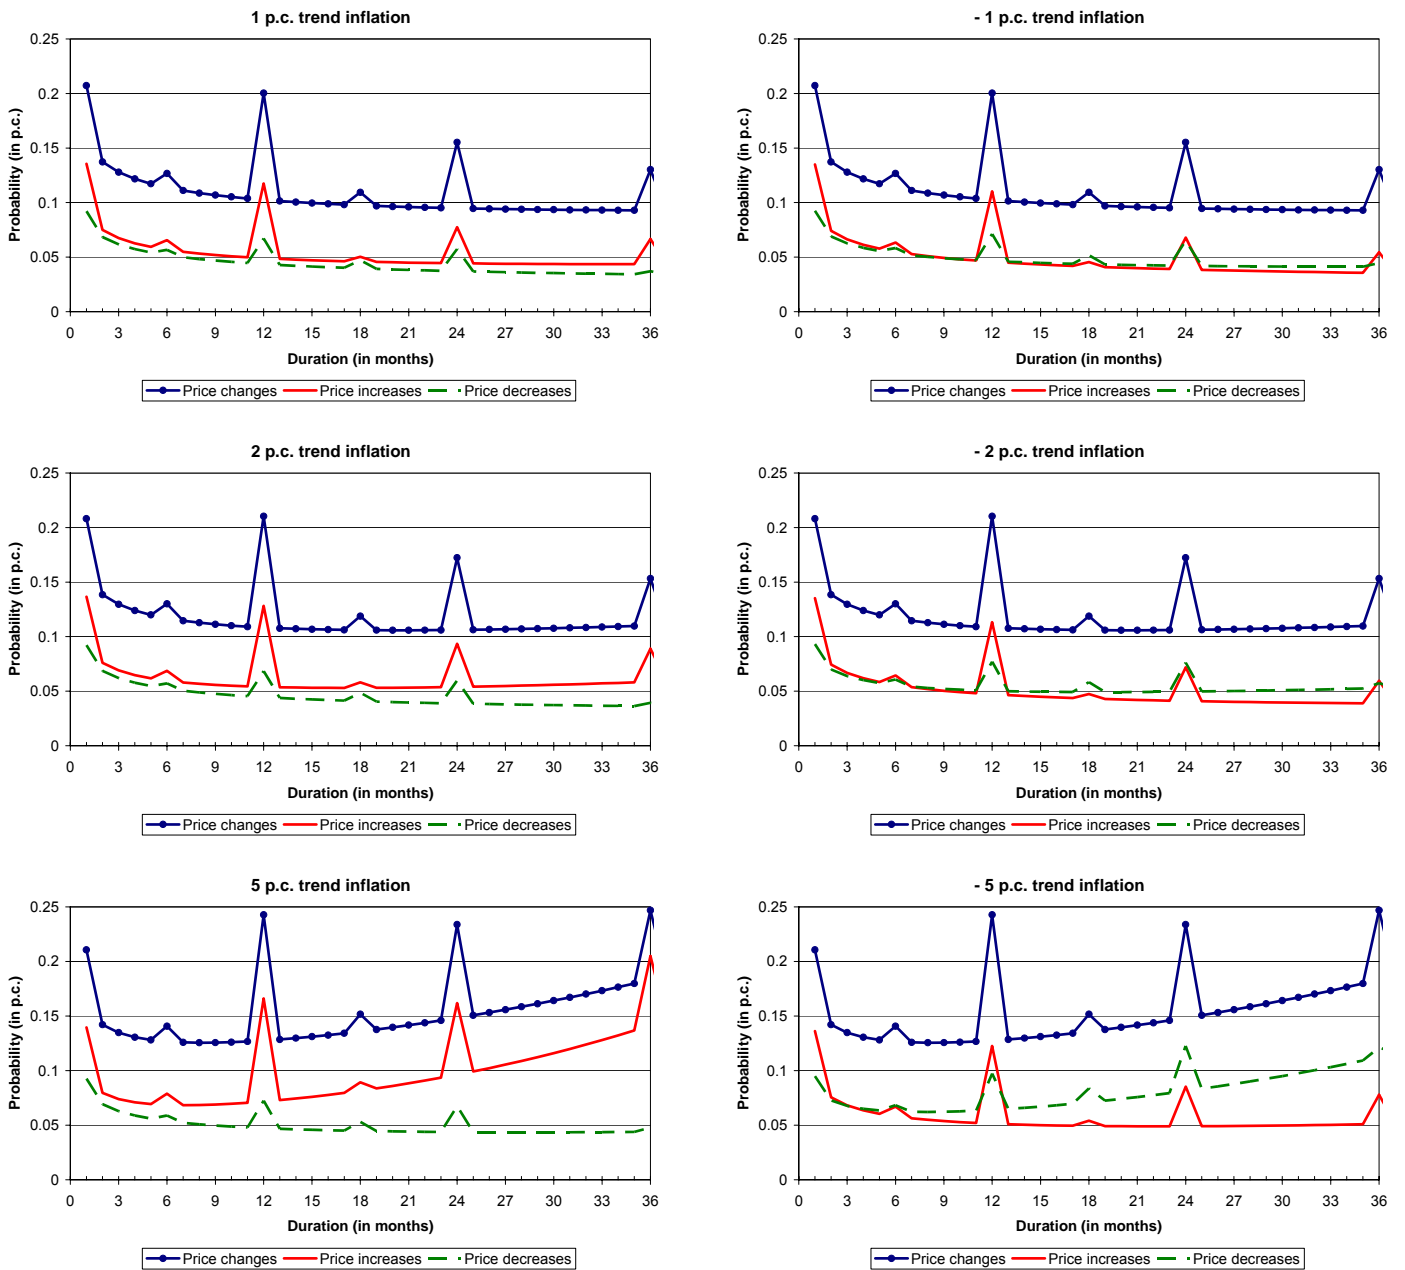 1 p.c. trend inflation
0.25
0.2
0.15
0.1
0.05
0
Probability (in p.c.)
0 3 6 9 12 15 18 21 24 27 30 33 36
Duration (in months)
Price changes Price increases Price decreases
- 1 p.c. trend inflation
0.25
0.2
0.15
0.1
0.05
0
Probability (in p.c.)
0 3 6 9 12 15 18 21 24 27 30 33 36
Duration (in months)
Price changes Price increases Price decreases
2 p.c. trend inflation
0.25
0.2
0.15
0.1
0.05
0
Probability (in p.c.)
0 3 6 9 12 15 18 21 24 27 30 33 36
Duration (in months)
Price changes Price increases Price decreases
- 2 p.c. trend inflation
0.25
0.2
0.15
0.1
0.05
0
Probability (in p.c.)
0 3 6 9 12 15 18 21 24 27 30 33 36
Duration (in months)
Price changes Price increases Price decreases
5 p.c. trend inflation
0.25
0.2
0.15
0.1
0.05
0
Probability (in p.c.)
0 3 6 9 12 15 18 21 24 27 30 33 36
Duration (in months)
Price changes Price increases Price decreases
- 5 p.c. trend inflation
0.25
0.2
0.15
0.1
0.05
0
Probability (in p.c.)
0 3 6 9 12 15 18 21 24 27 30 33 36
Duration (in months)
Price changes Price increases Price decreases